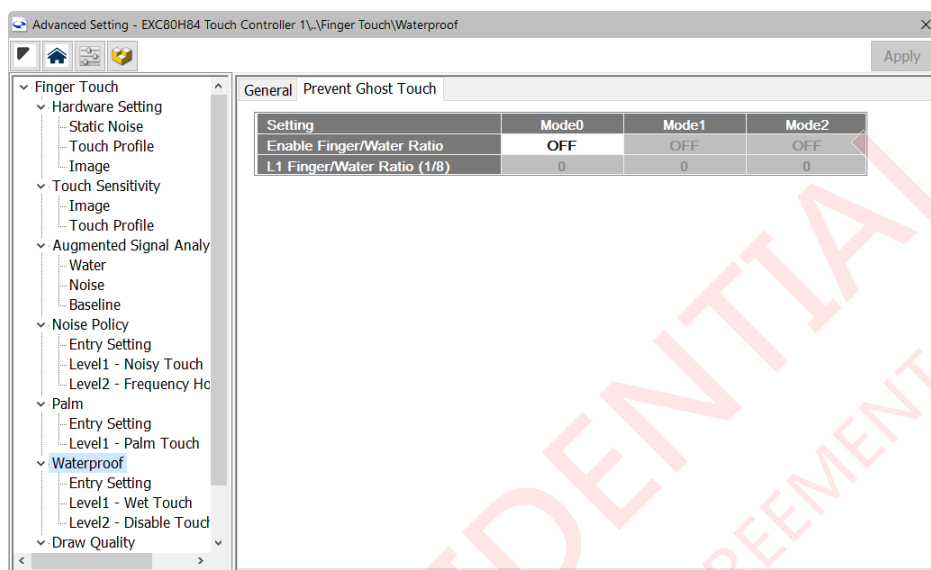 Advanced Setting - EXC80H84 Touch Controller 1\..\Finger Touch\Waterproof
Apply
Finger Touch
Hardware Setting
Static Noise
Touch Profile
Image
Touch Sensitivity
Image
Touch Profile
Augmented Signal Analy
Water
Noise
Baseline
Noise Policy
Entry Setting
Level1 - Noisy Touch
Level2 - Frequency Ho
Palm
Entry Setting
Level1 - Palm Touch
Waterproof
Entry Setting
Level1 - Wet Touch
Level2 - Disable Touch
Draw Quality
General Prevent Ghost Touch
Setting Mode0 Mode1 Mode2
Enable Finger/Water Ratio OFF OFF OFF
L1 Finger/Water Ratio (1/8) 0 0 0
DENTIAL
REEMENT